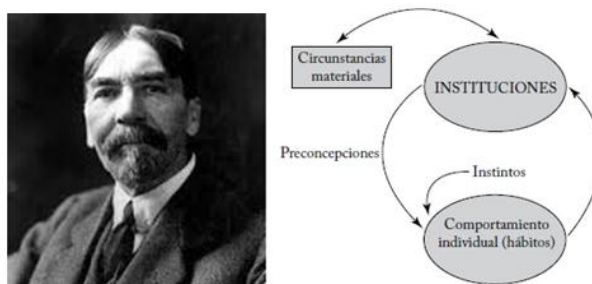 Circunstancias
materiales
INSTITUCIONES
Preconcepciones
Instintos
Comportamiento
individual (hábitos)